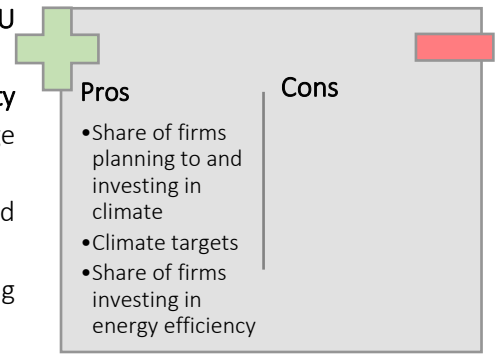 U
ty
e
d
g
Pros
•Share of firms
planning to and
investing in
climate
•Climate targets
•Share of firms
investing in
energy efficiency
Cons